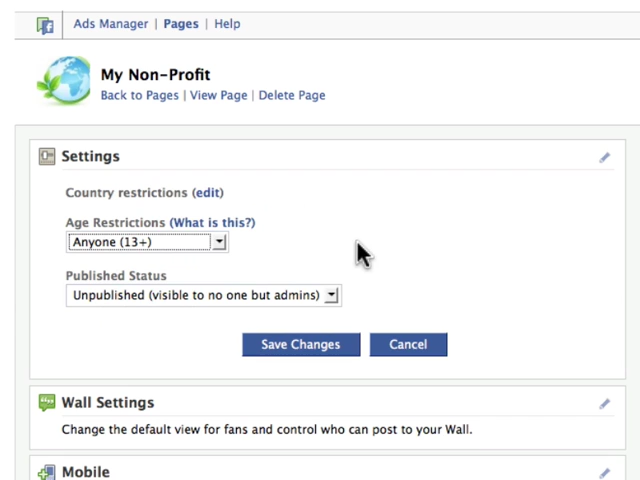 Ads Manager | Pages | Help
My Non-Profit
Back to Pages | View Page | Delete Page
Settings
Country restrictions (edit)
Age Restrictions (What is this?)
Anyone (13+)
Published Status
Unpublished (visible to no one but admins)
Save Changes Cancel
Wall Settings
Change the default view for fans and control who can post to your Wall.
Mobile